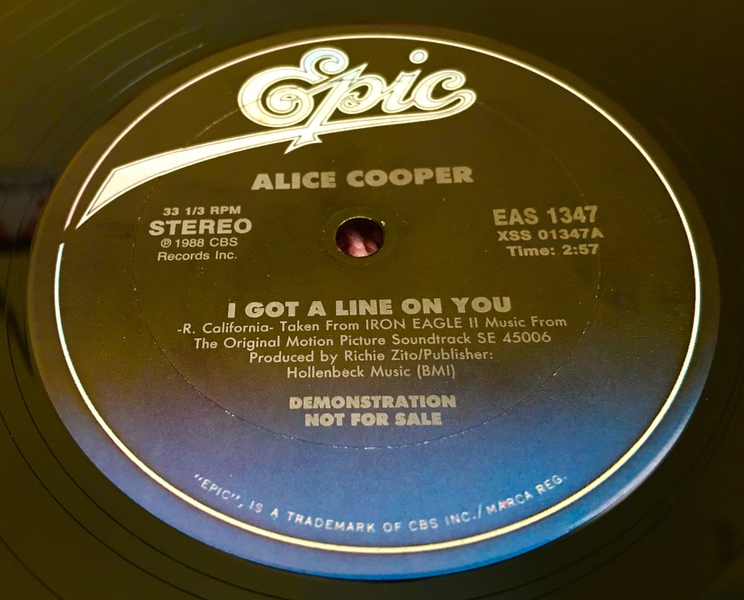 Epic
ALICE COOPER
33 1/3 RPM
STEREO
℗ 1988 CBS
Records Inc.
EAS 1347
XSS 01347A
Time: 2:57
I GOT A LINE ON YOU
-R. California- Taken From IRON EAGLE II Music From
The Original Motion Picture Soundtrack SE 45006
Produced by Richie Zito/Publisher:
Hollenbeck Music (BMI)
DEMONSTRATION
NOT FOR SALE
"EPIC", IS A TRADEMARK OF CBS INC./MARCA REG.